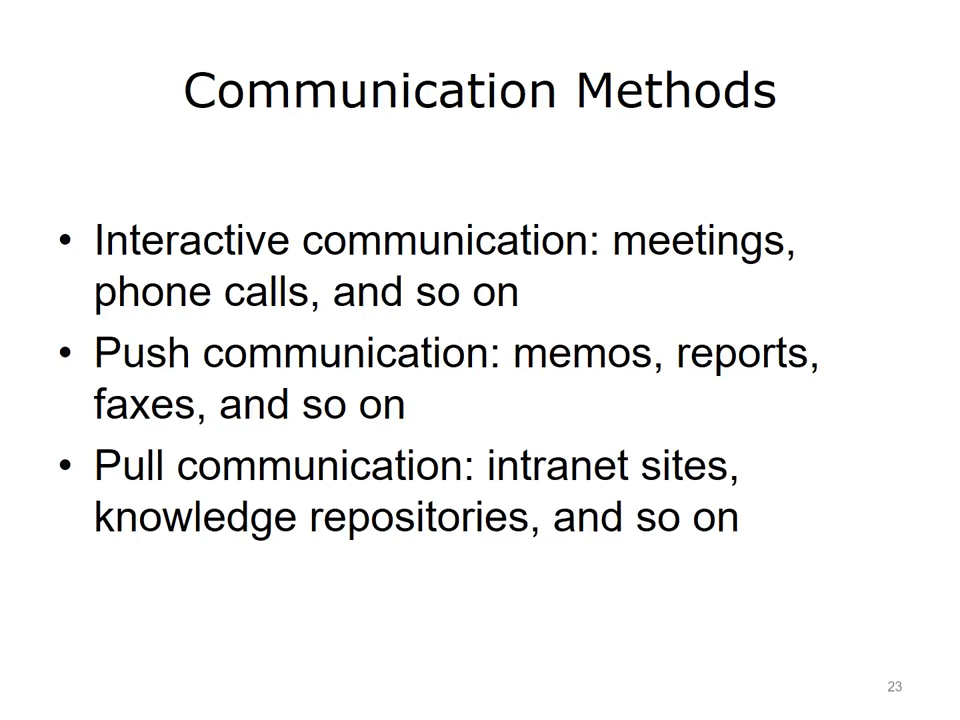 Communication Methods
• Interactive communication: meetings,
phone calls, and so on
• Push communication: memos, reports,
faxes, and so on
• Pull communication: intranet sites,
knowledge repositories, and so on
23